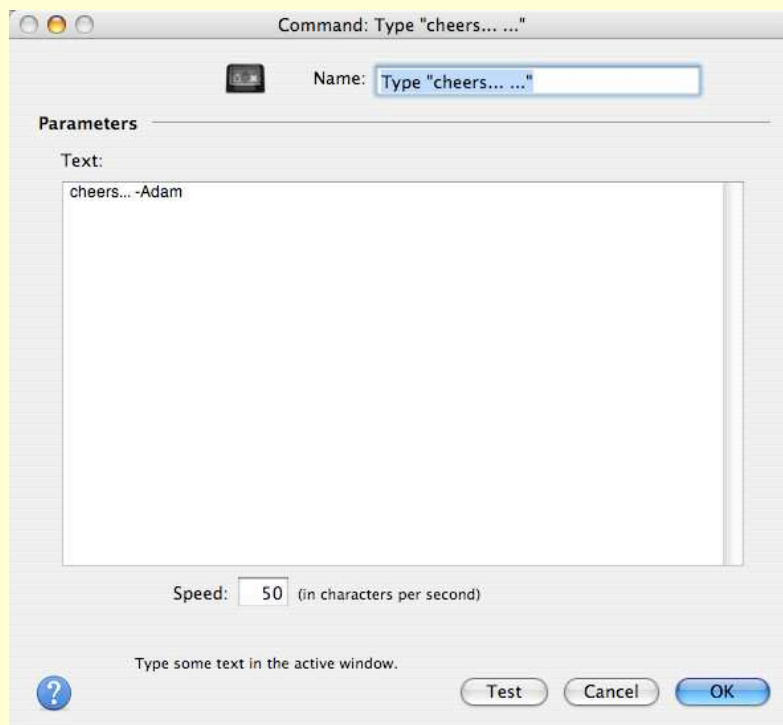 Command: Type "cheers... ..."
Name: Type "cheers... ..."
Parameters
Text:
cheers... -Adam
Speed: 50 (in characters per second)
Type some text in the active window.
? Test Cancel OK